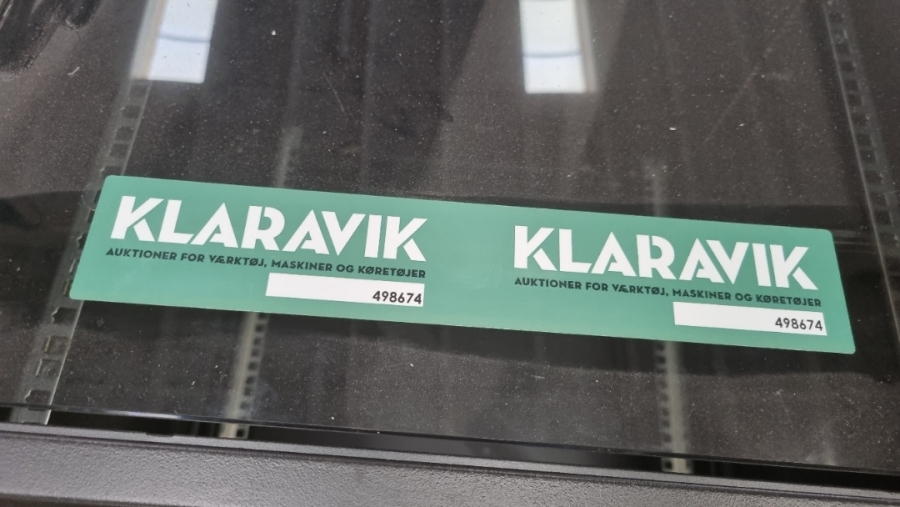 KLARAVIK
AUKTIONER FOR VÆRKTØJ, MASKINER OG KØRETØJER
498674
KLARAVIK
AUKTIONER FOR VÆRKTØJ, MASKINER OG KØRETØJER
498674